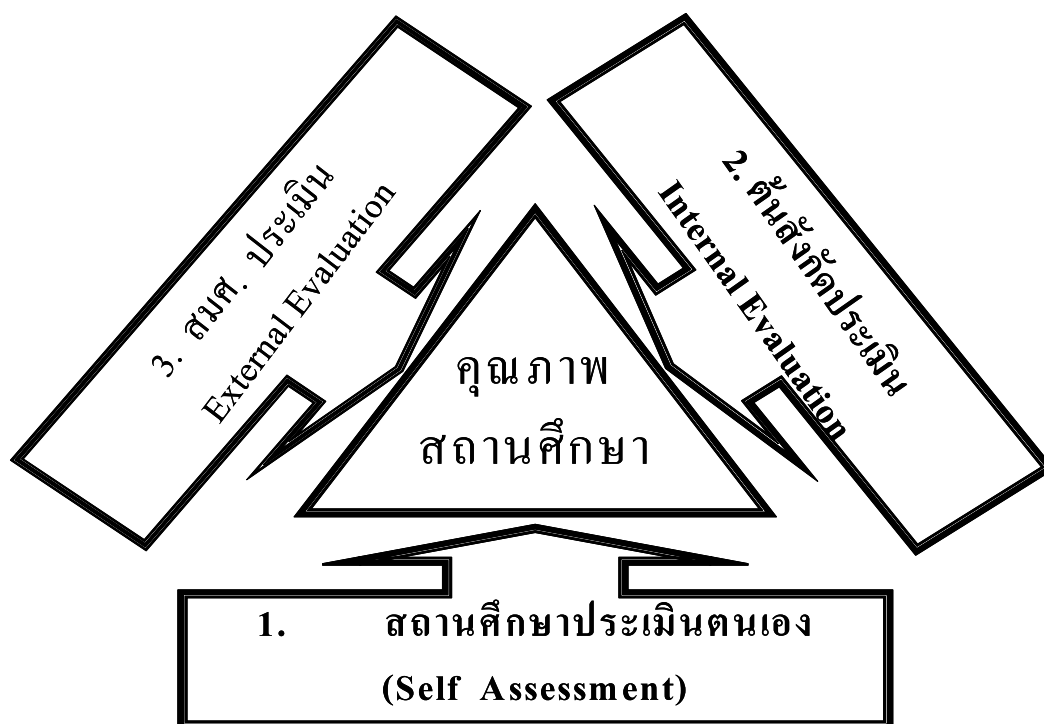 3. สมศ. ประเมิน
External Evaluation
2. ต้นสังกัดประเมิน
Internal Evaluation
คุณภาพ
สถานศึกษา
1. สถานศึกษาประเมินตนเอง
(Self Assessment)